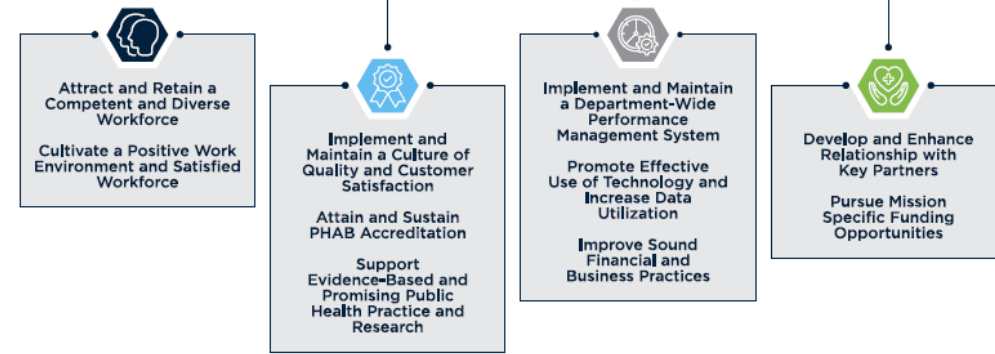 Attract and Retain a
Competent and Diverse
Workforce
Cultivate a Positive Work
Environment and Satisfied
Workforce
Implement and
Maintain a Culture of
Quality and Customer
Satisfaction
Attain and Sustain
PHAB Accreditation
Support
Evidence-Based and
Promising Public
Health Practice and
Research
Implement and Maintain
a Department-Wide
Performance
Management System
Promote Effective
Use of Technology and
Increase Data
Utilization
Improve Sound
Financial and
Business Practices
Develop and Enhance
Relationship with
Key Partners
Pursue Mission
Specific Funding
Opportunities